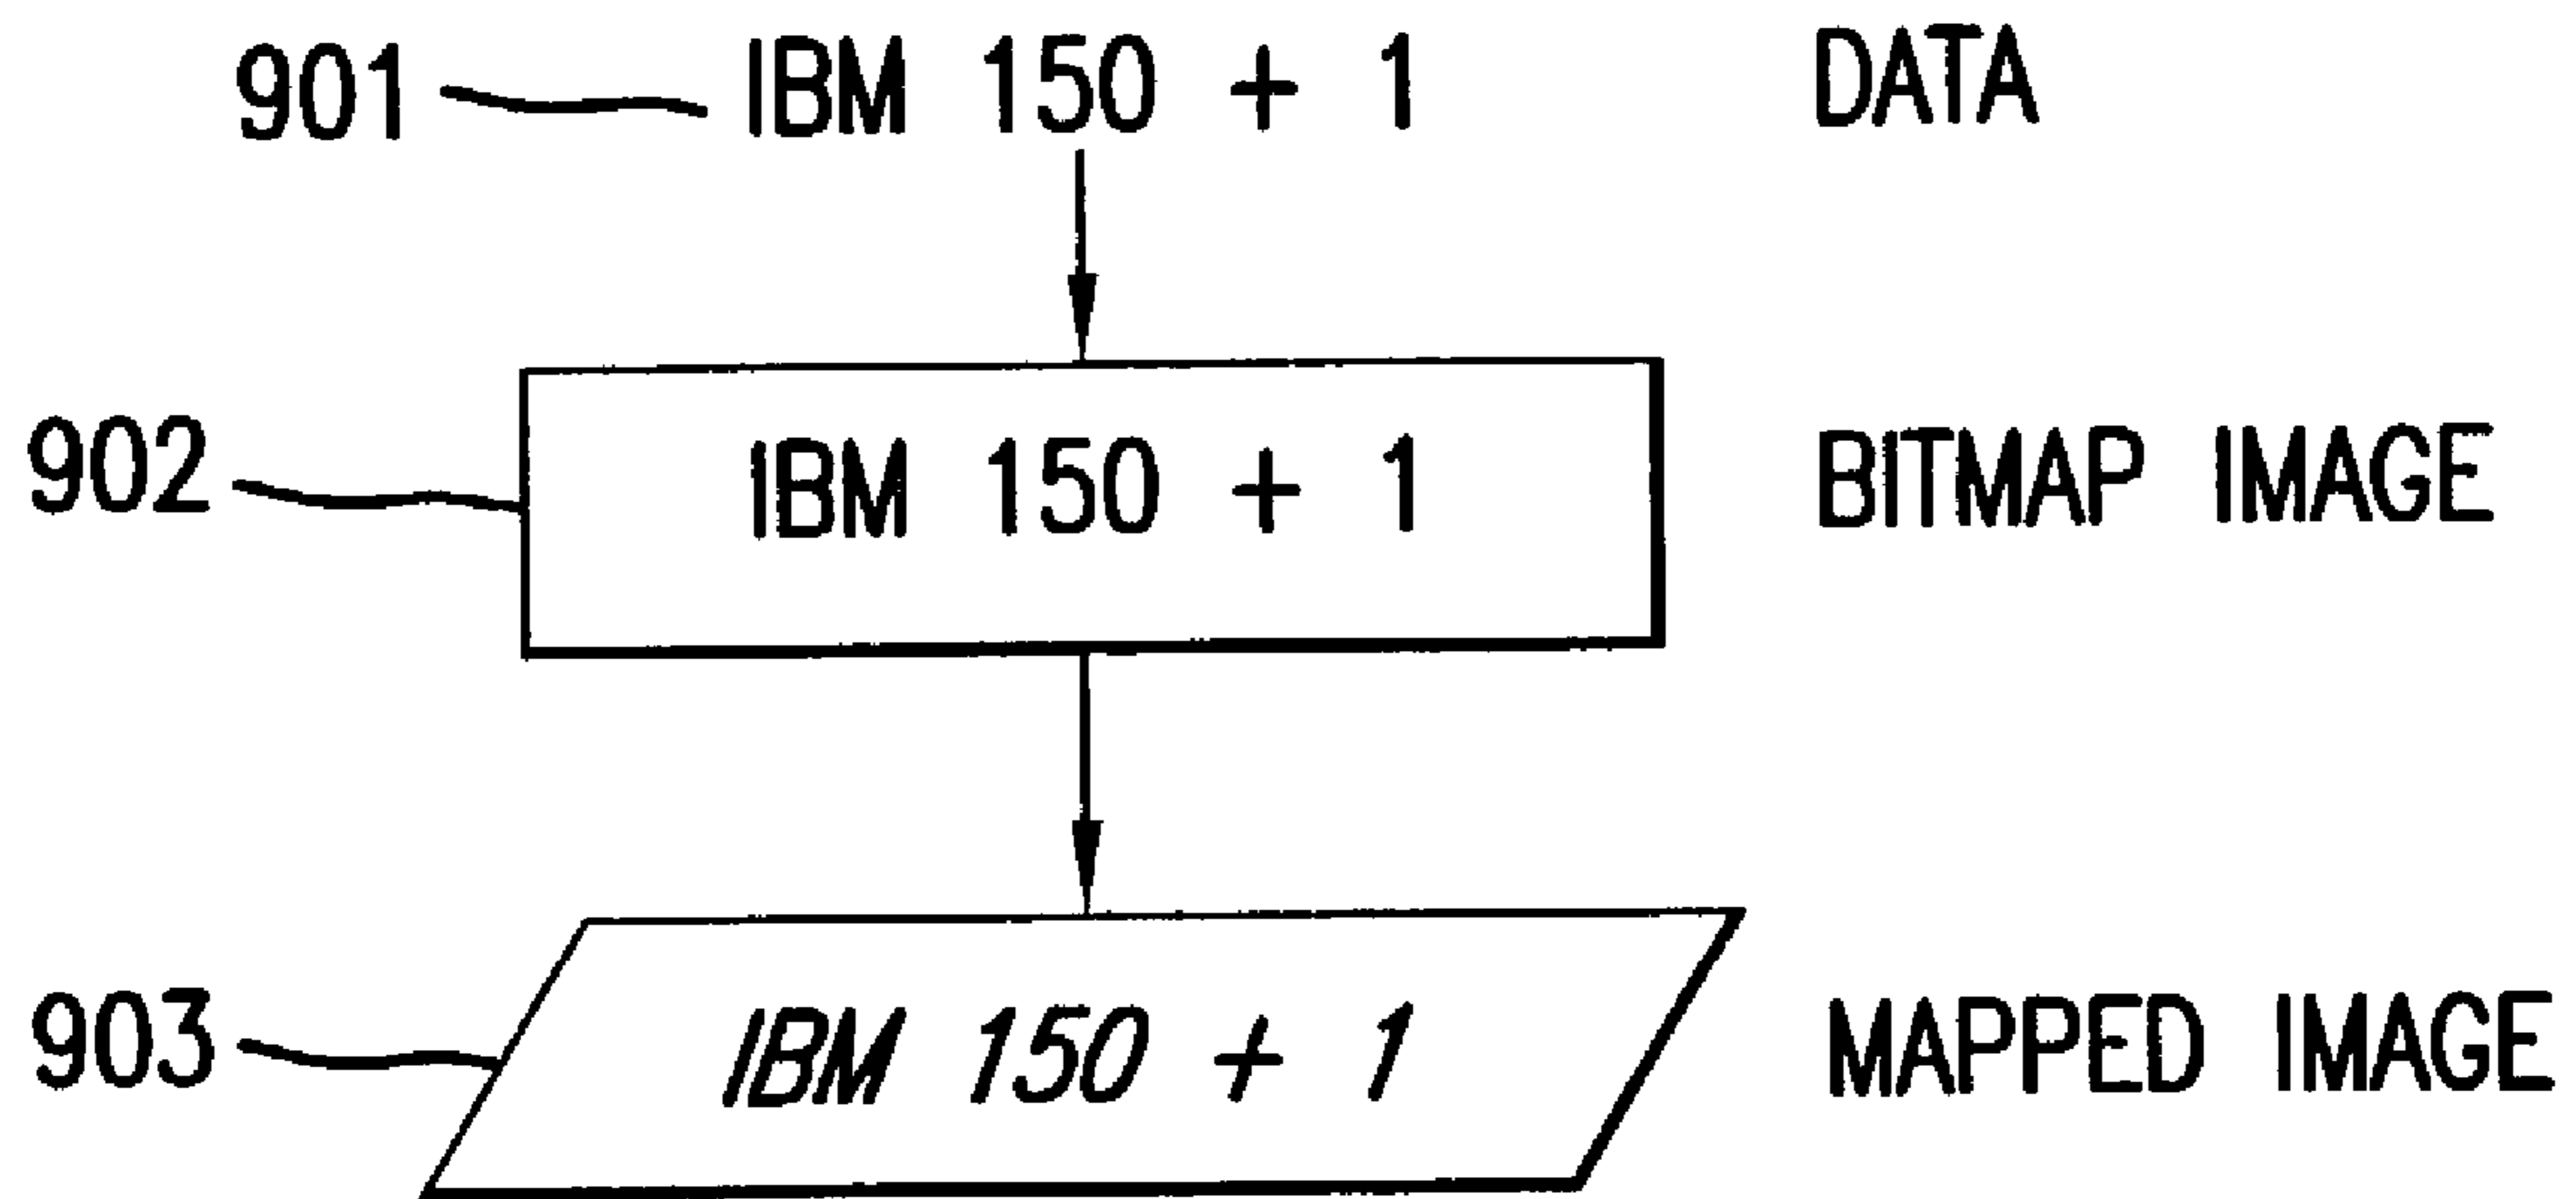 901 IBM 150 + 1 DATA
902 IBM 150 + 1 BITMAP IMAGE
903 IBM 150 + 1 MAPPED IMAGE